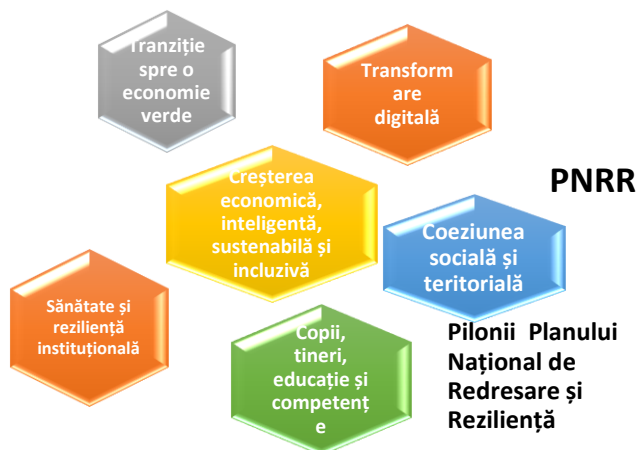 Tranziție
spre o
economie
verde
Transform
are
digitală
PNRR
Creșterea
economică,
inteligentă,
sustenabilă și
incluzivă
Coeziunea
socială și
teritorială
Sănătate și
reziliență
instituțională
Copii,
tineri,
educație și
competenț
e
Pilonii Planului
Național de
Redresare și
Reziliență